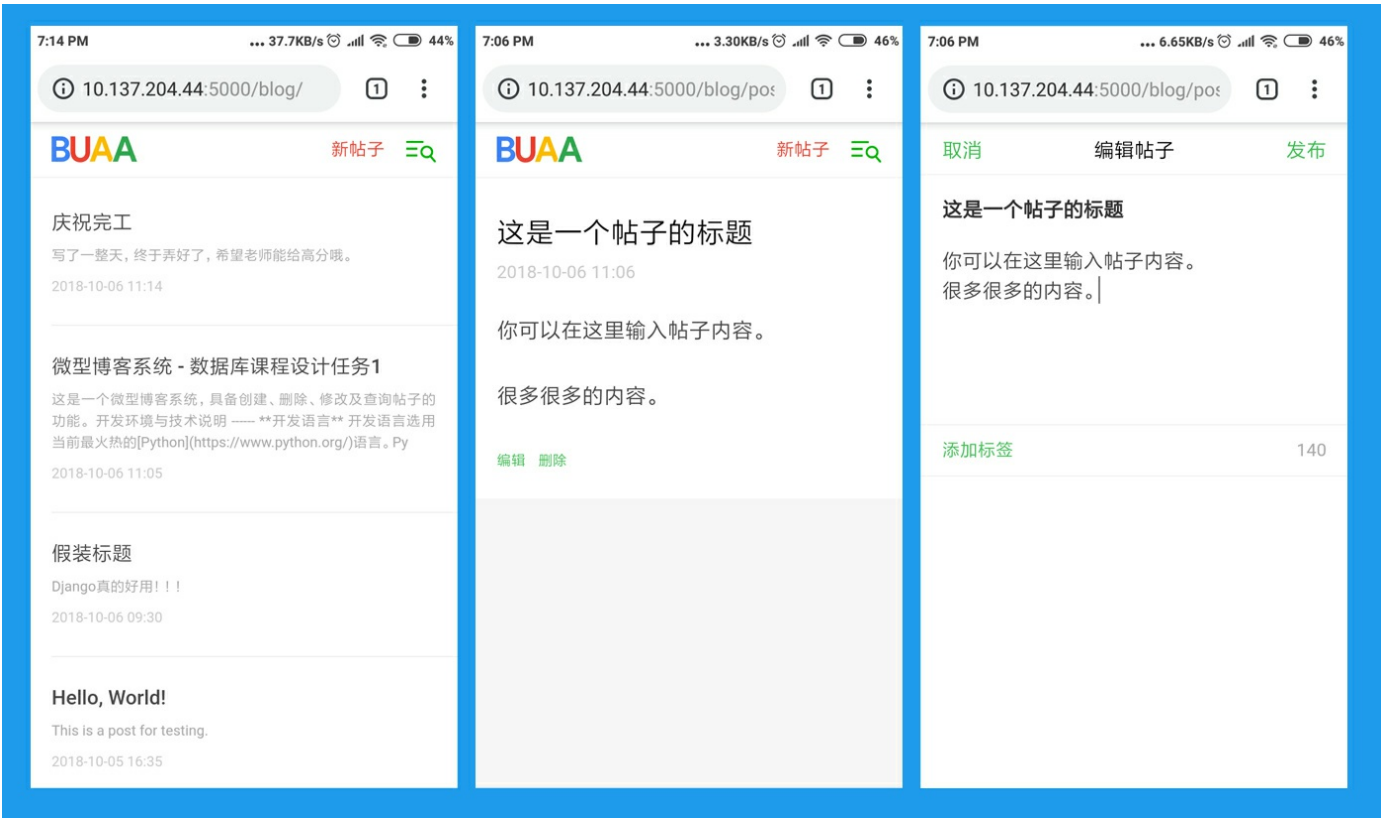 7:14 PM ... 37.7KB/s 44%
10.137.204.44:5000/blog/ 1
BUAA 新帖子
庆祝完工
写了一整天，终于弄好了，希望老师能给高分哦。
2018-10-06 11:14
微型博客系统 - 数据库课程设计任务1
这是一个微型博客系统，具备创建、删除、修改及查询帖子的
功能。开发环境与技术说明 ------ **开发语言** 开发语言选用
当前最火热的[Python](https://www.python.org/)语言。Py
2018-10-06 11:05
假装标题
Django真的好用！！！
2018-10-06 09:30
Hello, World!
This is a post for testing.
2018-10-05 16:35
7:06 PM ... 3.30KB/s 46%
10.137.204.44:5000/blog/pos 1
BUAA 新帖子
这是一个帖子的标题
2018-10-06 11:06
你可以在这里输入帖子内容。
很多很多的内容。
编辑 删除
7:06 PM ... 6.65KB/s 46%
10.137.204.44:5000/blog/pos 1
取消 编辑帖子 发布
这是一个帖子的标题
你可以在这里输入帖子内容。
很多很多的内容。
添加标签 140